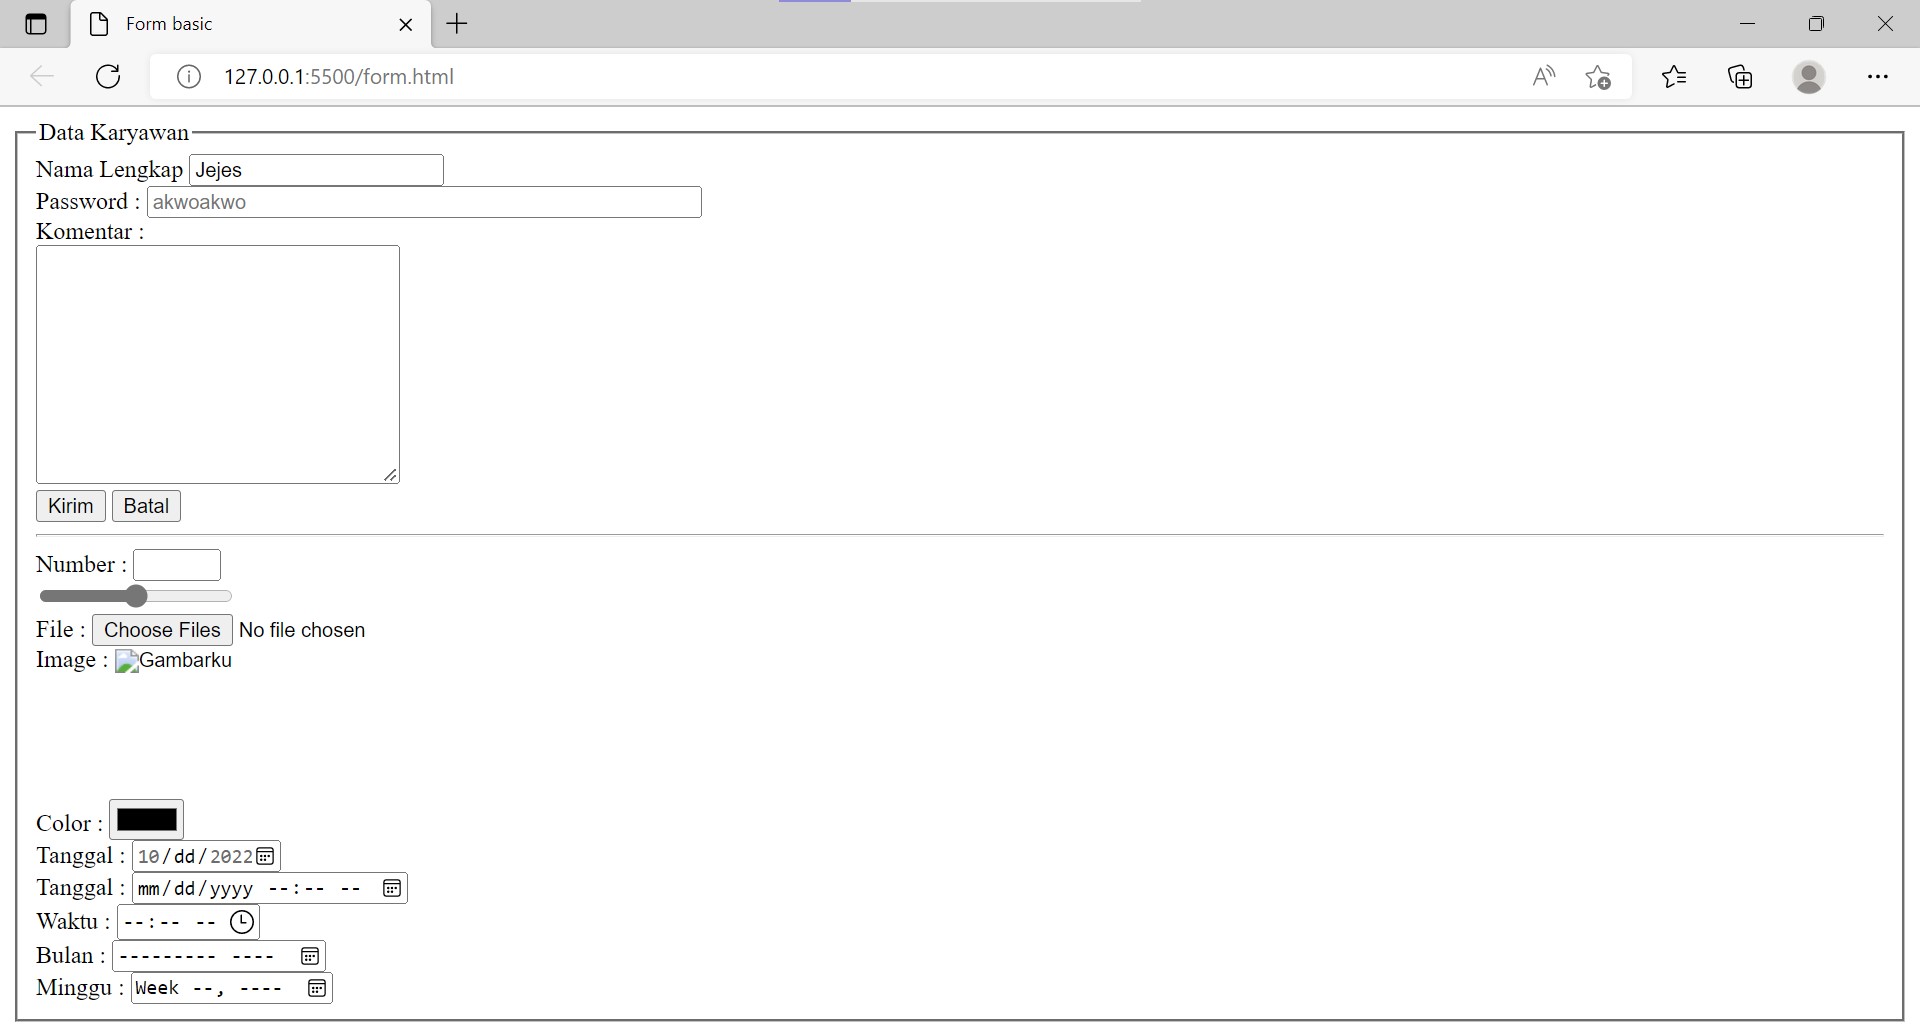 Form basic
127.0.0.1:5500/form.html
Data Karyawan
Nama Lengkap Jejes
Password : akwoakwo
Komentar :
Kirim Batal
Number :
File : Choose Files No file chosen
Image : Gambarku
Color :
Tanggal : 10/dd/2022
Tanggal : mm/dd/yyyy --:-- --
Waktu : --:-- --
Bulan : --------- ----
Minggu : Week --, ----